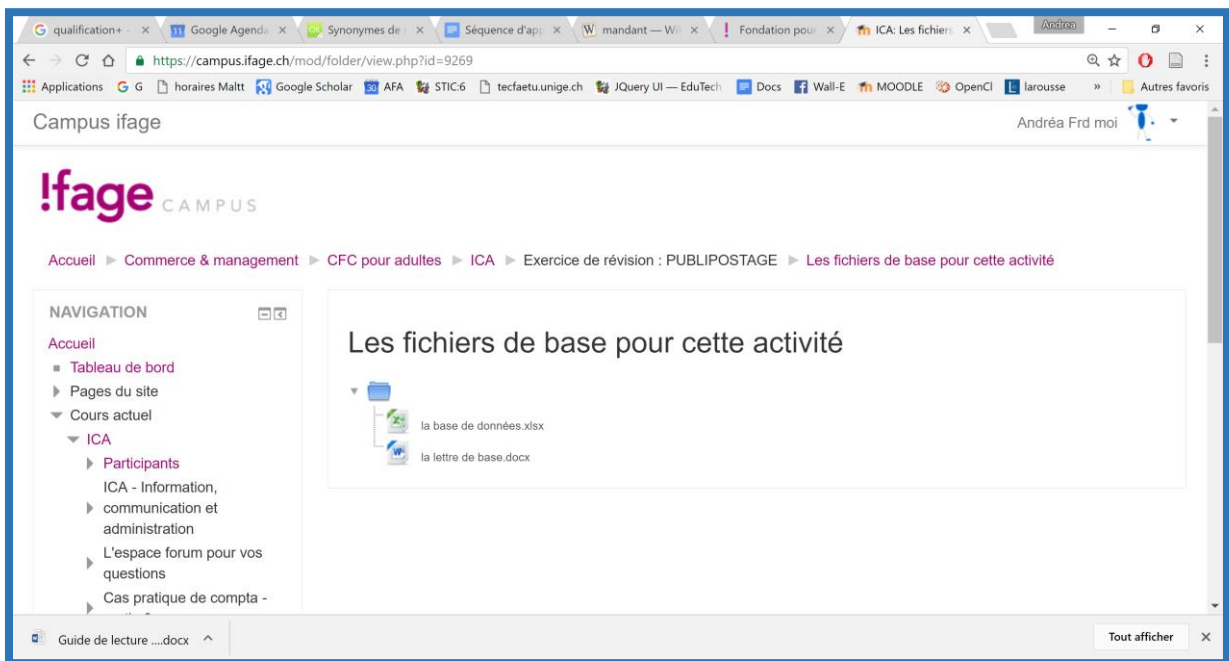 qualification+ - Google Agenda Synonymes de Séquence d'app mandant — Wi Fondation pour ICA: Les fichiers Andrea
https://campus.ifage.ch/mod/folder/view.php?id=9269
Applications G G horaires Maltt Google Scholar AFA STIC:6 tecfaetu.unige.ch JQuery UI — EduTech Docs Wall-E MOODLE OpenCl larousse » Autres favoris
Campus ifage Andréa Frd moi
!fage CAMPUS
Accueil Commerce & management CFC pour adultes ICA Exercice de révision : PUBLIPOSTAGE Les fichiers de base pour cette activité
NAVIGATION
Accueil
Tableau de bord
Pages du site
Cours actuel
ICA
Participants
ICA - Information,
communication et
administration
L'espace forum pour vos
questions
Cas pratique de compta -
Les fichiers de base pour cette activité
la base de données.xlsx
la lettre de base.docx
Guide de lecture ....docx Tout afficher